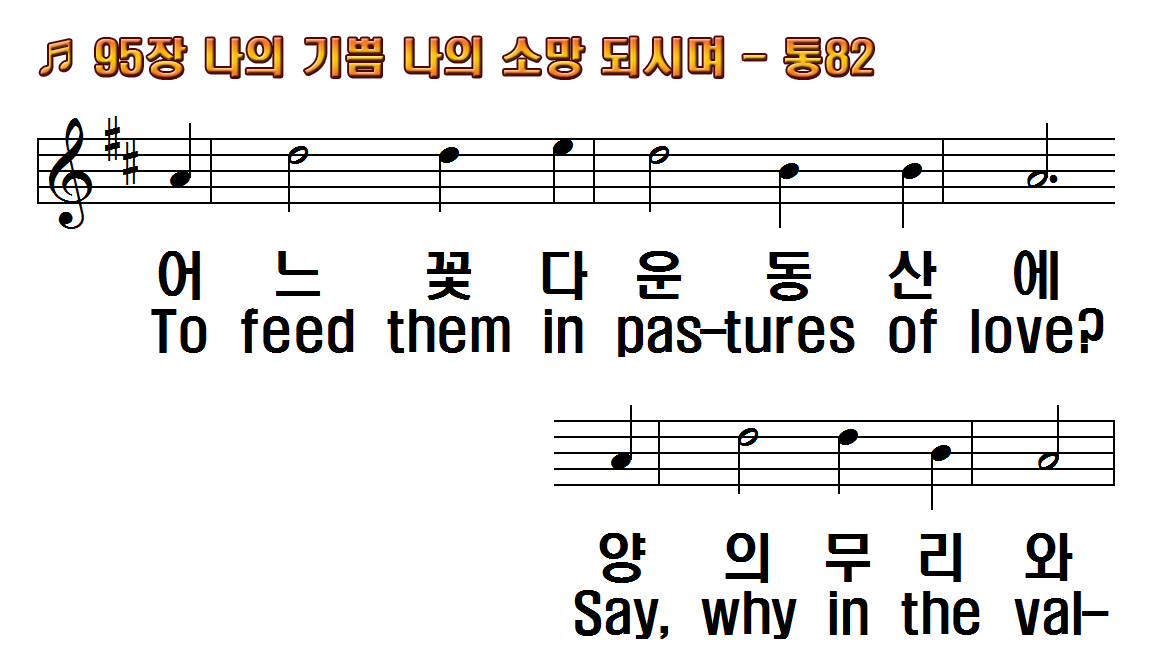 ♬ 95장 나의 기쁨 나의 소망 되시며 - 통82
어 느 꽃 다 운 동 산 에
To feed them in pas-tures of love?
양 의 무 리 와
Say, why in the val-